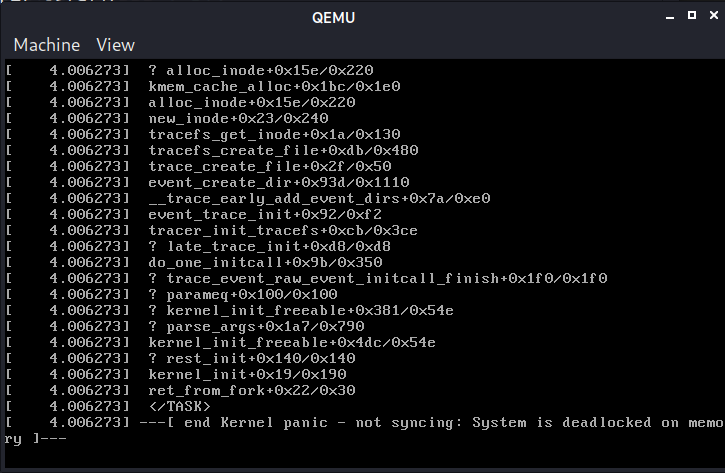 QEMU
Machine View
[    4.006273]  ? alloc_inode+0x15e/0x220
[    4.006273]  kmem_cache_alloc+0x1bc/0x1e0
[    4.006273]  alloc_inode+0x15e/0x220
[    4.006273]  new_inode+0x23/0x240
[    4.006273]  tracefs_get_inode+0x1a/0x130
[    4.006273]  tracefs_create_file+0xdb/0x480
[    4.006273]  trace_create_file+0x2f/0x50
[    4.006273]  event_create_dir+0x93d/0x1110
[    4.006273]  __trace_early_add_event_dirs+0x7a/0xe0
[    4.006273]  event_trace_init+0x92/0xf2
[    4.006273]  tracer_init_tracefs+0xcb/0x3ce
[    4.006273]  ? late_trace_init+0xd8/0xd8
[    4.006273]  do_one_initcall+0x9b/0x350
[    4.006273]  ? trace_event_raw_event_initcall_finish+0x1f0/0x1f0
[    4.006273]  ? parameq+0x100/0x100
[    4.006273]  ? kernel_init_freeable+0x381/0x54e
[    4.006273]  ? parse_args+0x1a7/0x790
[    4.006273]  kernel_init_freeable+0x4dc/0x54e
[    4.006273]  ? rest_init+0x140/0x140
[    4.006273]  kernel_init+0x19/0x190
[    4.006273]  ret_from_fork+0x22/0x30
[    4.006273]  </TASK>
[    4.006273] ---[ end Kernel panic - not syncing: System is deadlocked on memo
ry ]---